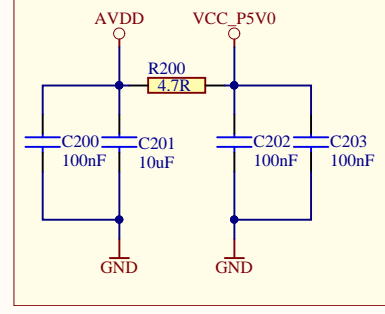 AVDD
VCC_P5V0
R200
4.7R
C200
100nF
C201
10uF
C202
100nF
C203
100nF
GND
GND